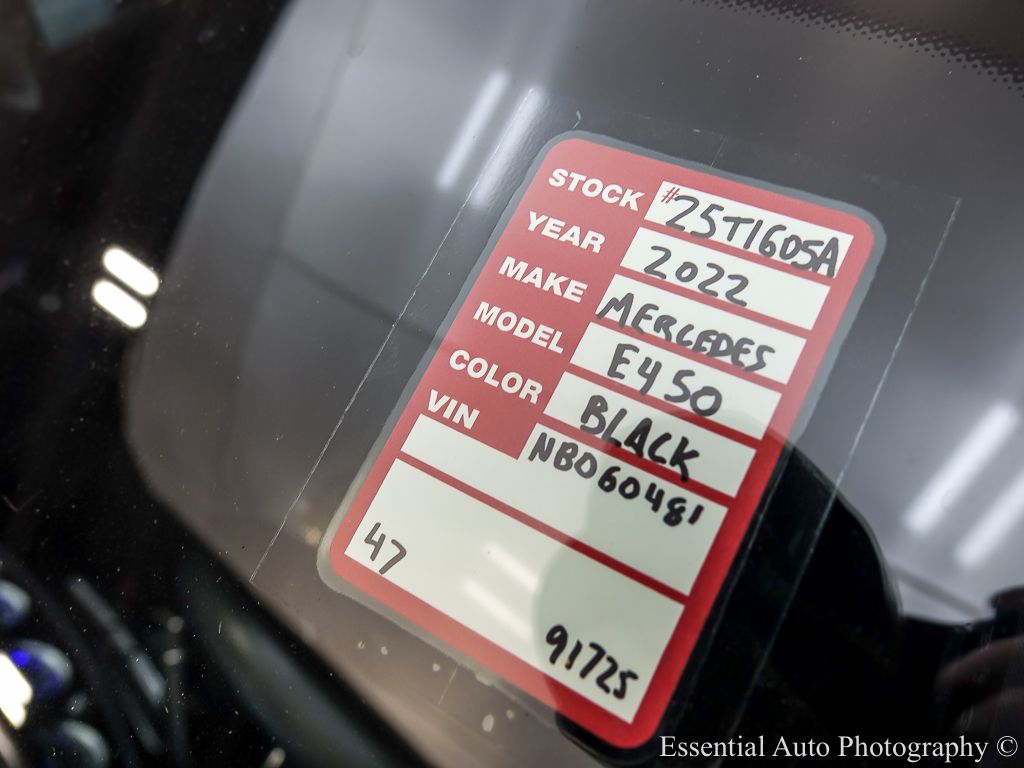 STOCK #25T1605A
YEAR 2022
MAKE MERCEDES
MODEL E450
COLOR BLACK
VIN NB060481
47
91725
Essential Auto Photography ©